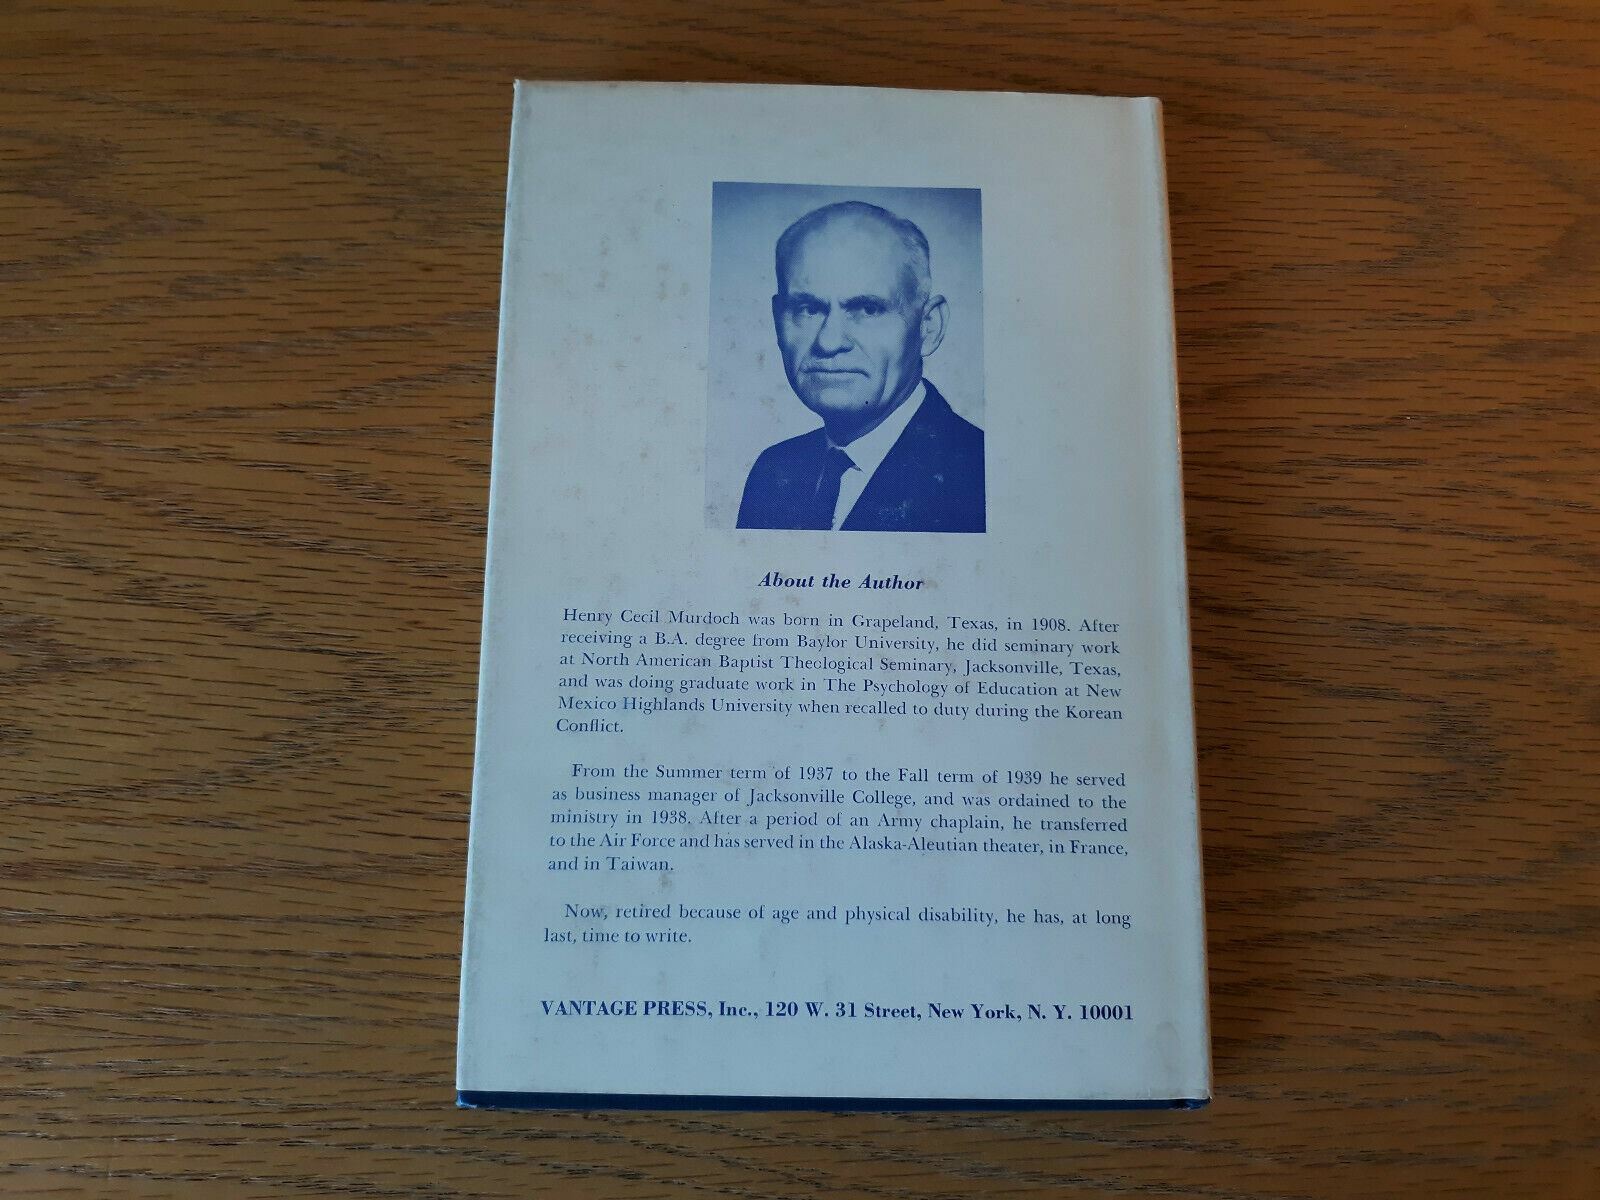 About the Author
Henry Cecil Murdoch was born in Grapeland, Texas, in 1908. After
receiving a B.A. degree from Baylor University, he did seminary work
at North American Baptist Theological Seminary, Jacksonville, Texas,
and was doing graduate work in The Psychology of Education at New
Mexico Highlands University when recalled to duty during the Korean
Conflict.
From the Summer term of 1937 to the Fall term of 1939 he served
as business manager of Jacksonville College, and was ordained to the
ministry in 1938. After a period of an Army chaplain, he transferred
to the Air Force and has served in the Alaska-Aleutian theater, in France,
and in Taiwan.
Now, retired because of age and physical disability, he has, at long
last, time to write.
VANTAGE PRESS, Inc., 120 W. 31 Street, New York, N. Y. 10001